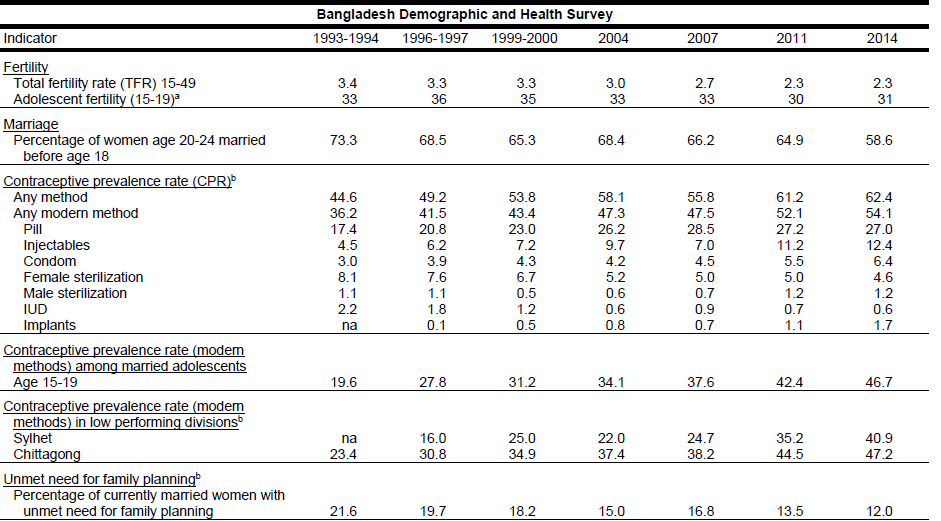 Bangladesh Demographic and Health Survey
Indicator 1993-1994 1996-1997 1999-2000 2004 2007 2011 2014
Fertility
Total fertility rate (TFR) 15-49 3.4 3.3 3.3 3.0 2.7 2.3 2.3
Adolescent fertility (15-19)a 33 36 35 33 33 30 31
Marriage
Percentage of women age 20-24 married
before age 18 73.3 68.5 65.3 68.4 66.2 64.9 58.6
Contraceptive prevalence rate (CPR)b
Any method 44.6 49.2 53.8 58.1 55.8 61.2 62.4
Any modern method 36.2 41.5 43.4 47.3 47.5 52.1 54.1
Pill 17.4 20.8 23.0 26.2 28.5 27.2 27.0
Injectables 4.5 6.2 7.2 9.7 7.0 11.2 12.4
Condom 3.0 3.9 4.3 4.2 4.5 5.5 6.4
Female sterilization 8.1 7.6 6.7 5.2 5.0 5.0 4.6
Male sterilization 1.1 1.1 0.5 0.6 0.7 1.2 1.2
IUD 2.2 1.8 1.2 0.6 0.9 0.7 0.6
Implants na 0.1 0.5 0.8 0.7 1.1 1.7
Contraceptive prevalence rate (modern
methods) among married adolescents
Age 15-19 19.6 27.8 31.2 34.1 37.6 42.4 46.7
Contraceptive prevalence rate (modern
methods) in low performing divisionsb
Sylhet na 16.0 25.0 22.0 24.7 35.2 40.9
Chittagong 23.4 30.8 34.9 37.4 38.2 44.5 47.2
Unmet need for family planningb
Percentage of currently married women with
unmet need for family planning 21.6 19.7 18.2 15.0 16.8 13.5 12.0